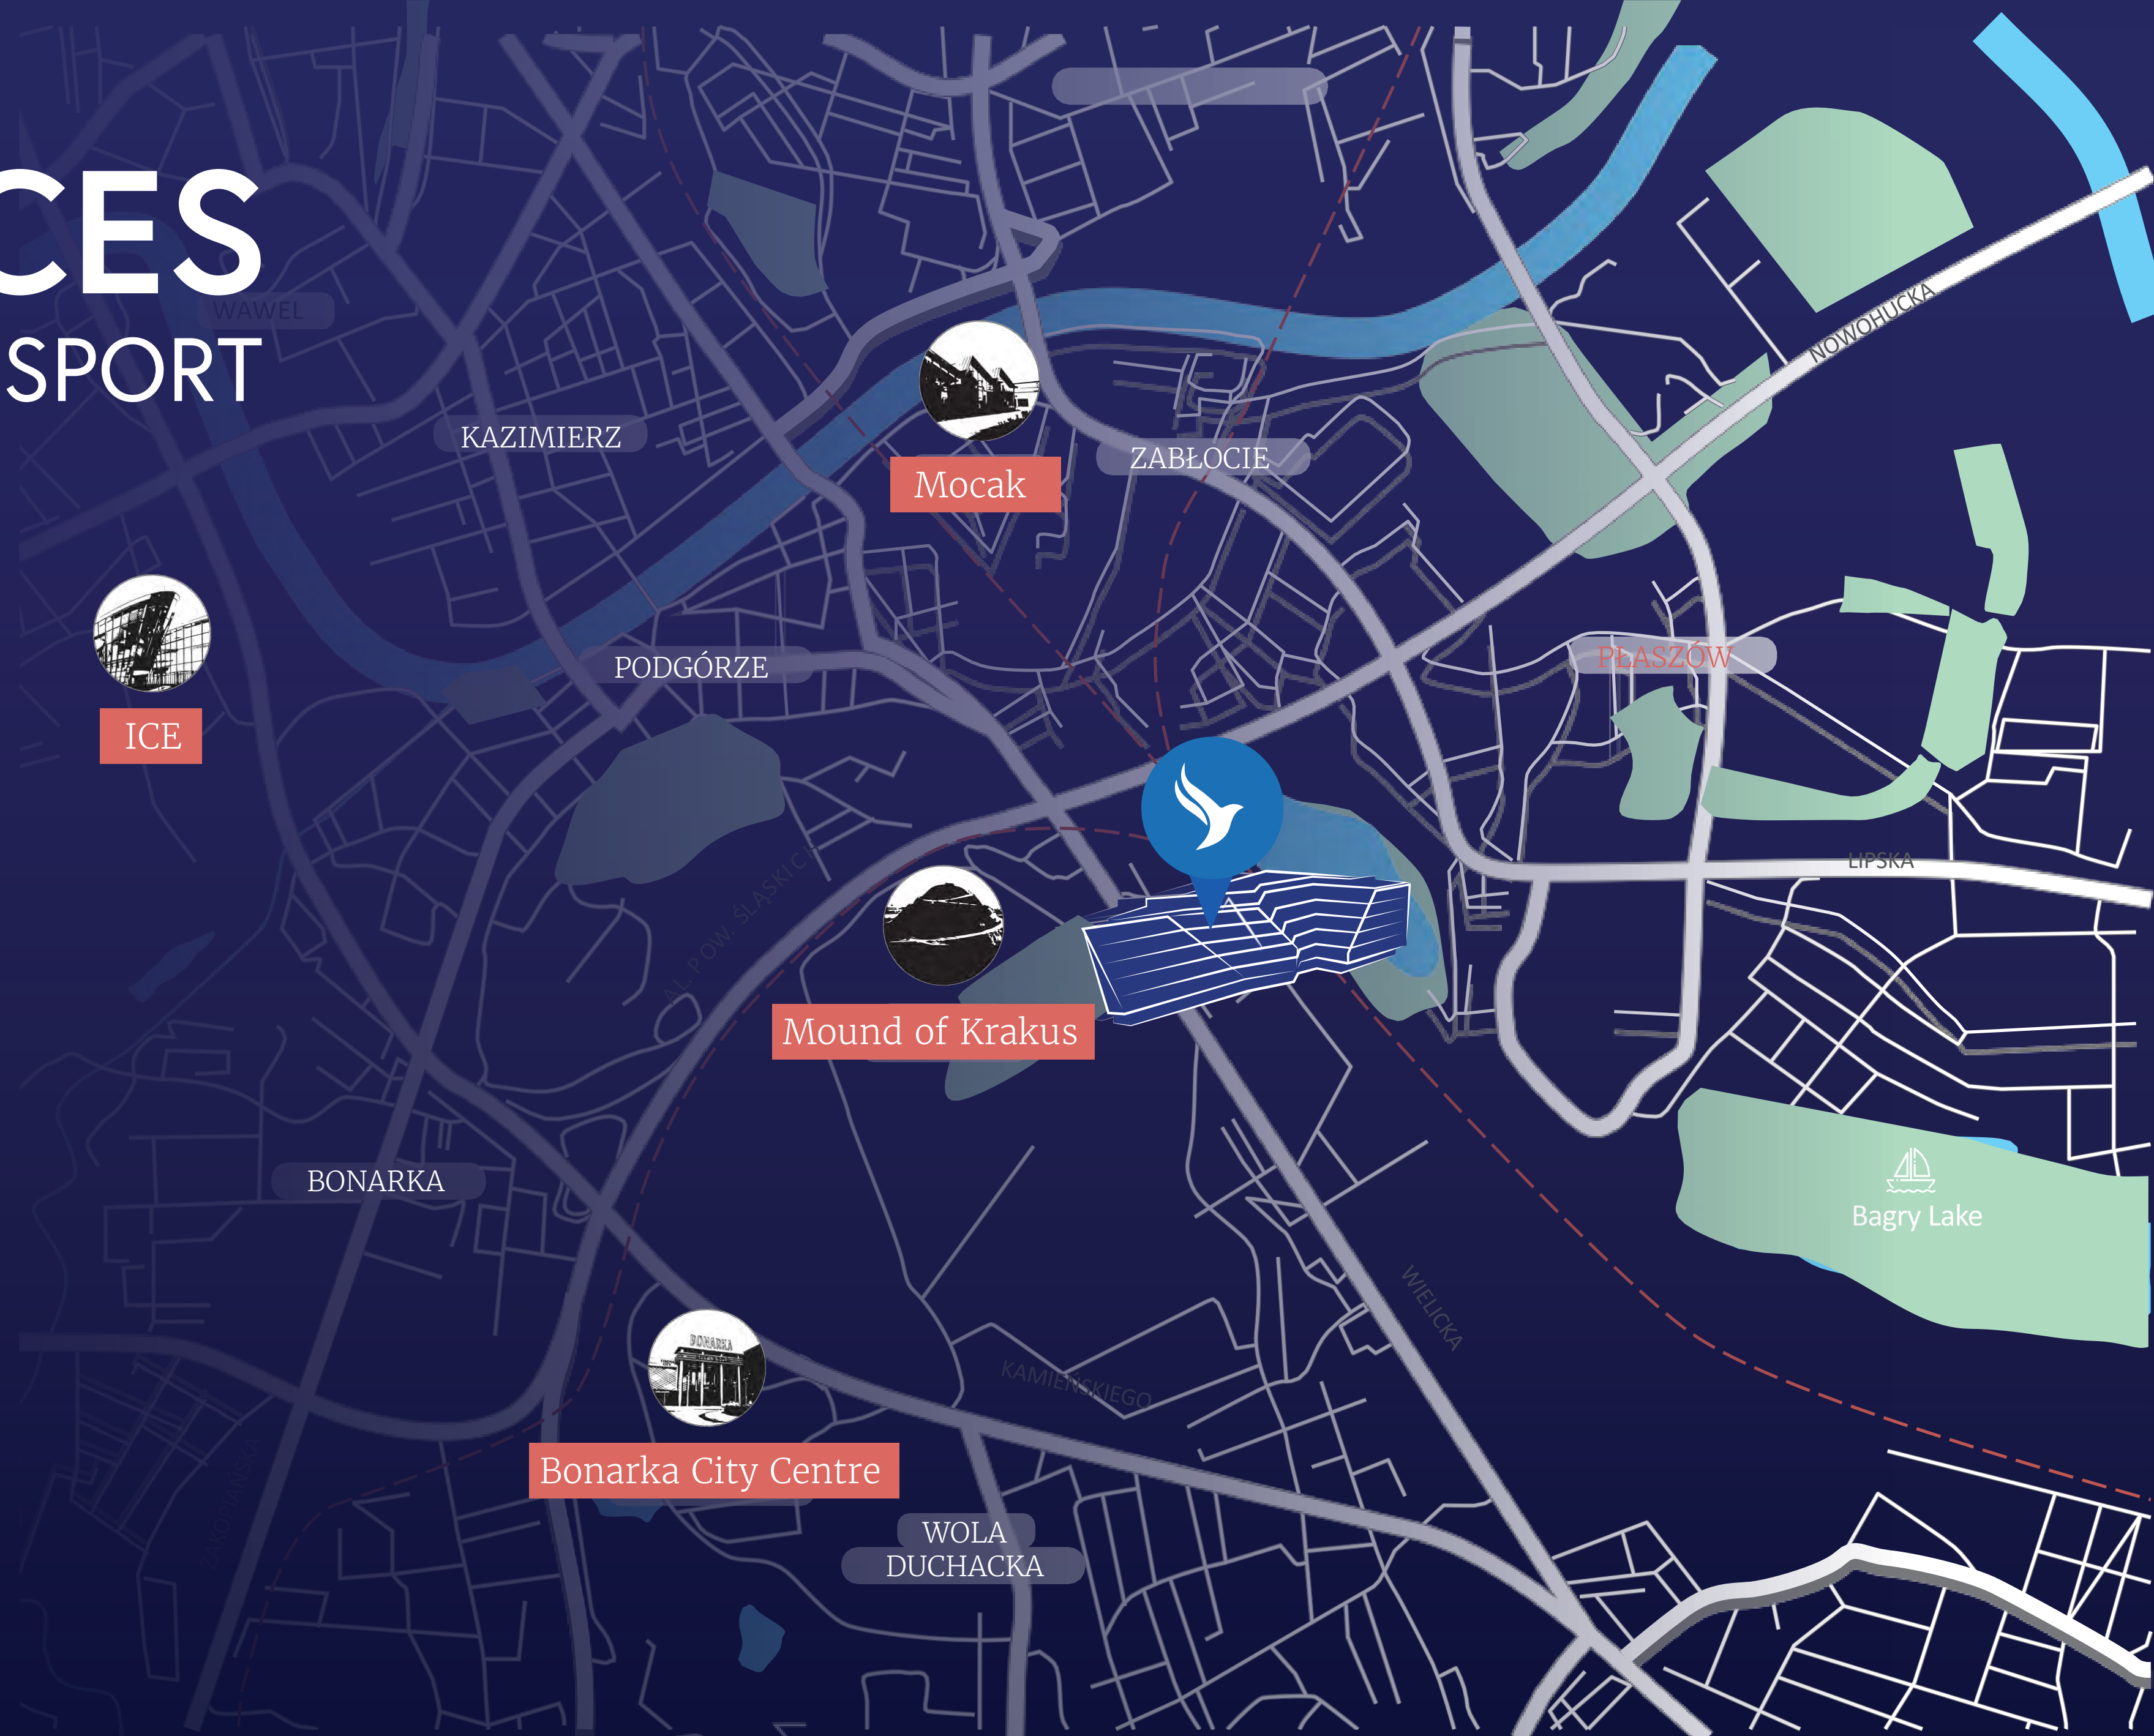 CES
SPORT
WAWEL
NOWOHUCKA
KAZIMIERZ
ZABŁOCIE
Mocak
PODGÓRZE
PŁASZÓW
ICE
LIPSKA
AL. POW. ŚLĄSKICH
Mound of Krakus
BONARKA
Bagry Lake
WIELICKA
BONARKA
KAMIEŃSKIEGO
Bonarka City Centre
ZAKOPIAŃSKA
WOLA
DUCHACKA